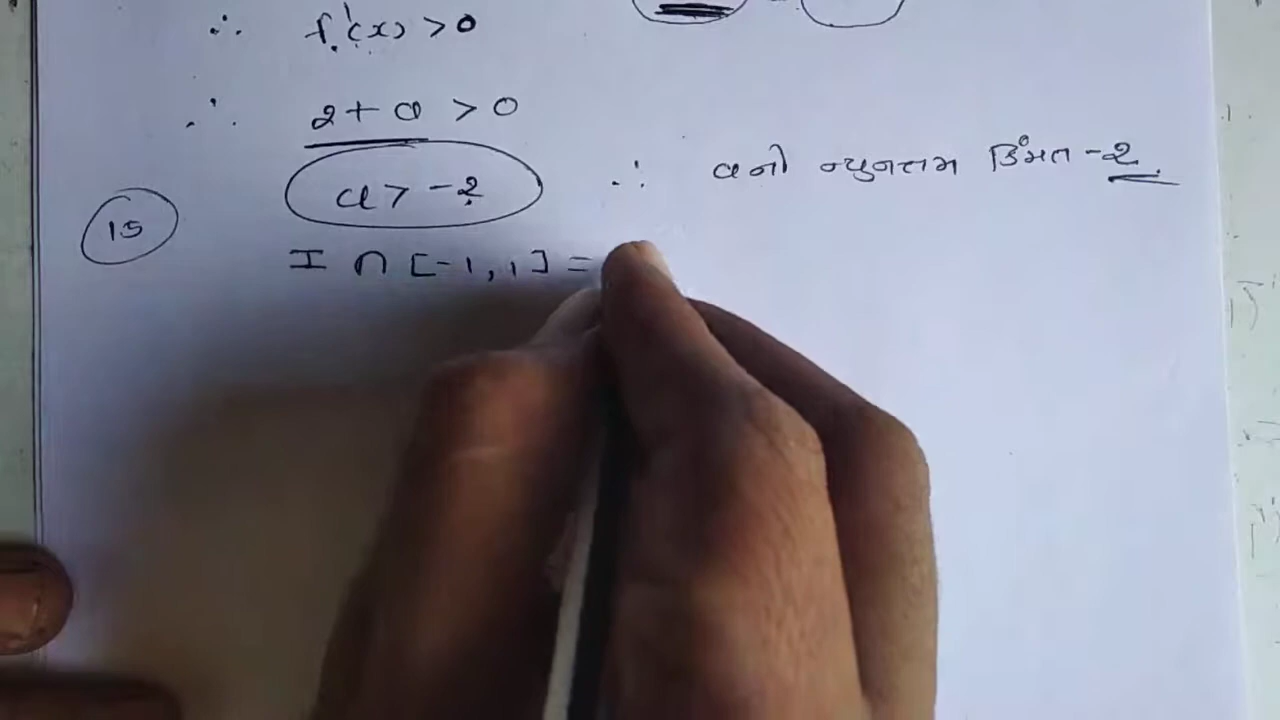 ∴ f'(x) > 0
∴ 2 + a > 0
a > -2 ∴ aનો ન્યુનત્તમ કિંમત -2
15
I ∩ [-1, 1] =